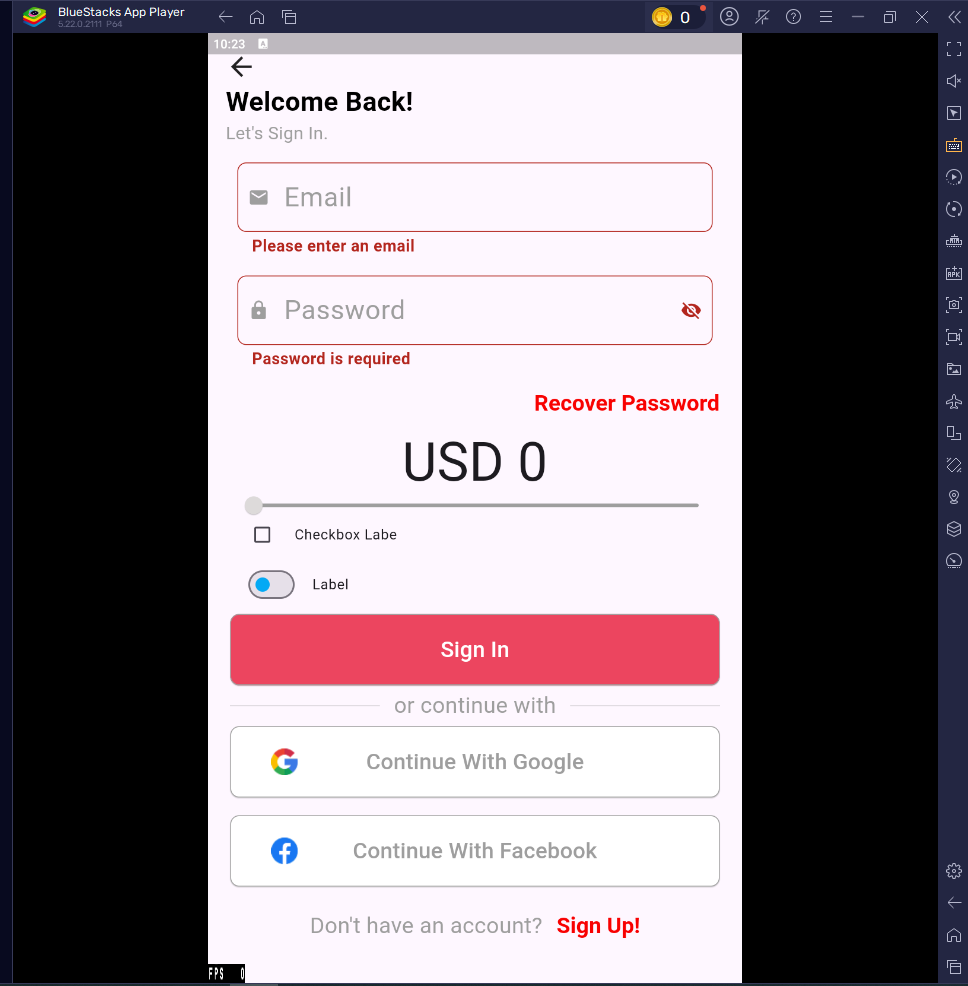 BlueStacks App Player
5.22.0.2111 P64
0
10:23 A
Welcome Back!
Let's Sign In.
Email
Please enter an email
Password
Password is required
Recover Password
USD 0
Checkbox Labe
Label
Sign In
or continue with
Continue With Google
Continue With Facebook
Don't have an account? Sign Up!
FPS 0
APK